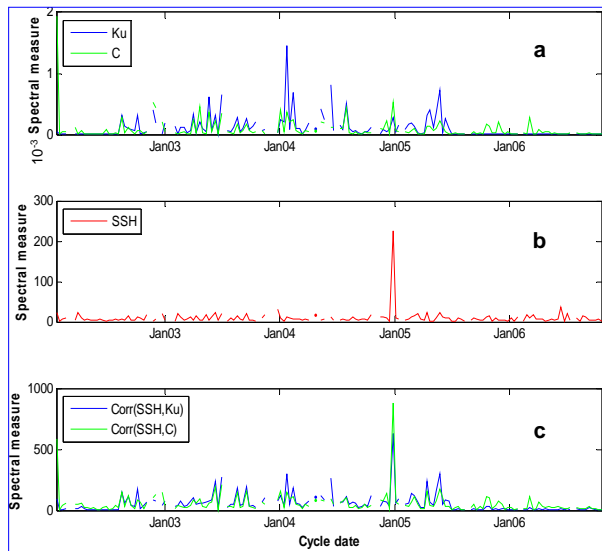 2
1
0
10⁻³ Spectral measure
Ku
C
a
Jan03 Jan04 Jan05 Jan06
300
200
100
0
Spectral measure
SSH
b
Jan03 Jan04 Jan05 Jan06
1000
500
0
Spectral measure
Corr(SSH,Ku)
Corr(SSH,C)
c
Jan03 Jan04 Jan05 Jan06
Cycle date